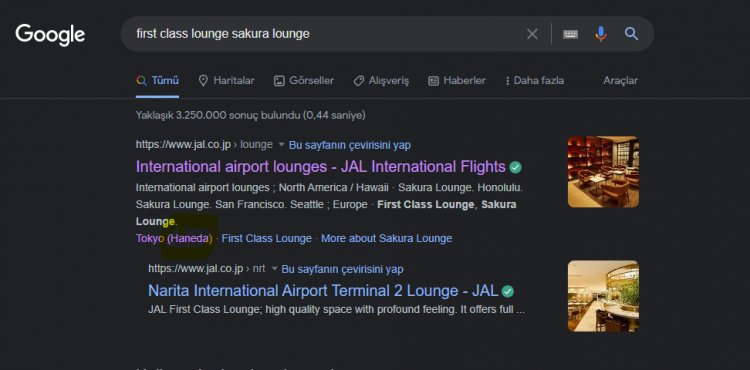 Google
first class lounge sakura lounge
Tümü Haritalar Görseller Alışveriş Haberler Daha fazla Araçlar
Yaklaşık 3.250.000 sonuç bulundu (0,44 saniye)
https://www.jal.co.jp › lounge Bu sayfanın çevirisini yap
International airport lounges - JAL International Flights
International airport lounges ; North America / Hawaii · Sakura Lounge. Honolulu.
Sakura Lounge. San Francisco. Seattle ; Europe · First Class Lounge, Sakura
Lounge.
Tokyo (Haneda) · First Class Lounge · More about Sakura Lounge
https://www.jal.co.jp › nrt Bu sayfanın çevirisini yap
Narita International Airport Terminal 2 Lounge - JAL
JAL First Class Lounge; high quality space with profound feeling. It offers full ...